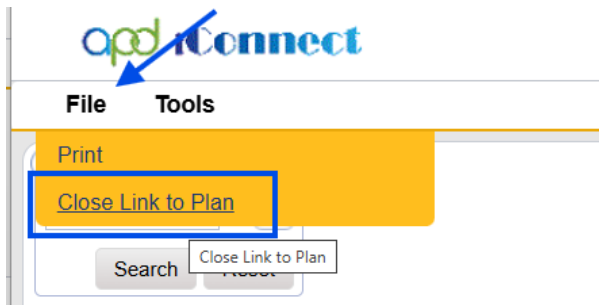 apd iConnect
File Tools
Print
Close Link to Plan
Close Link to Plan
Search Reset